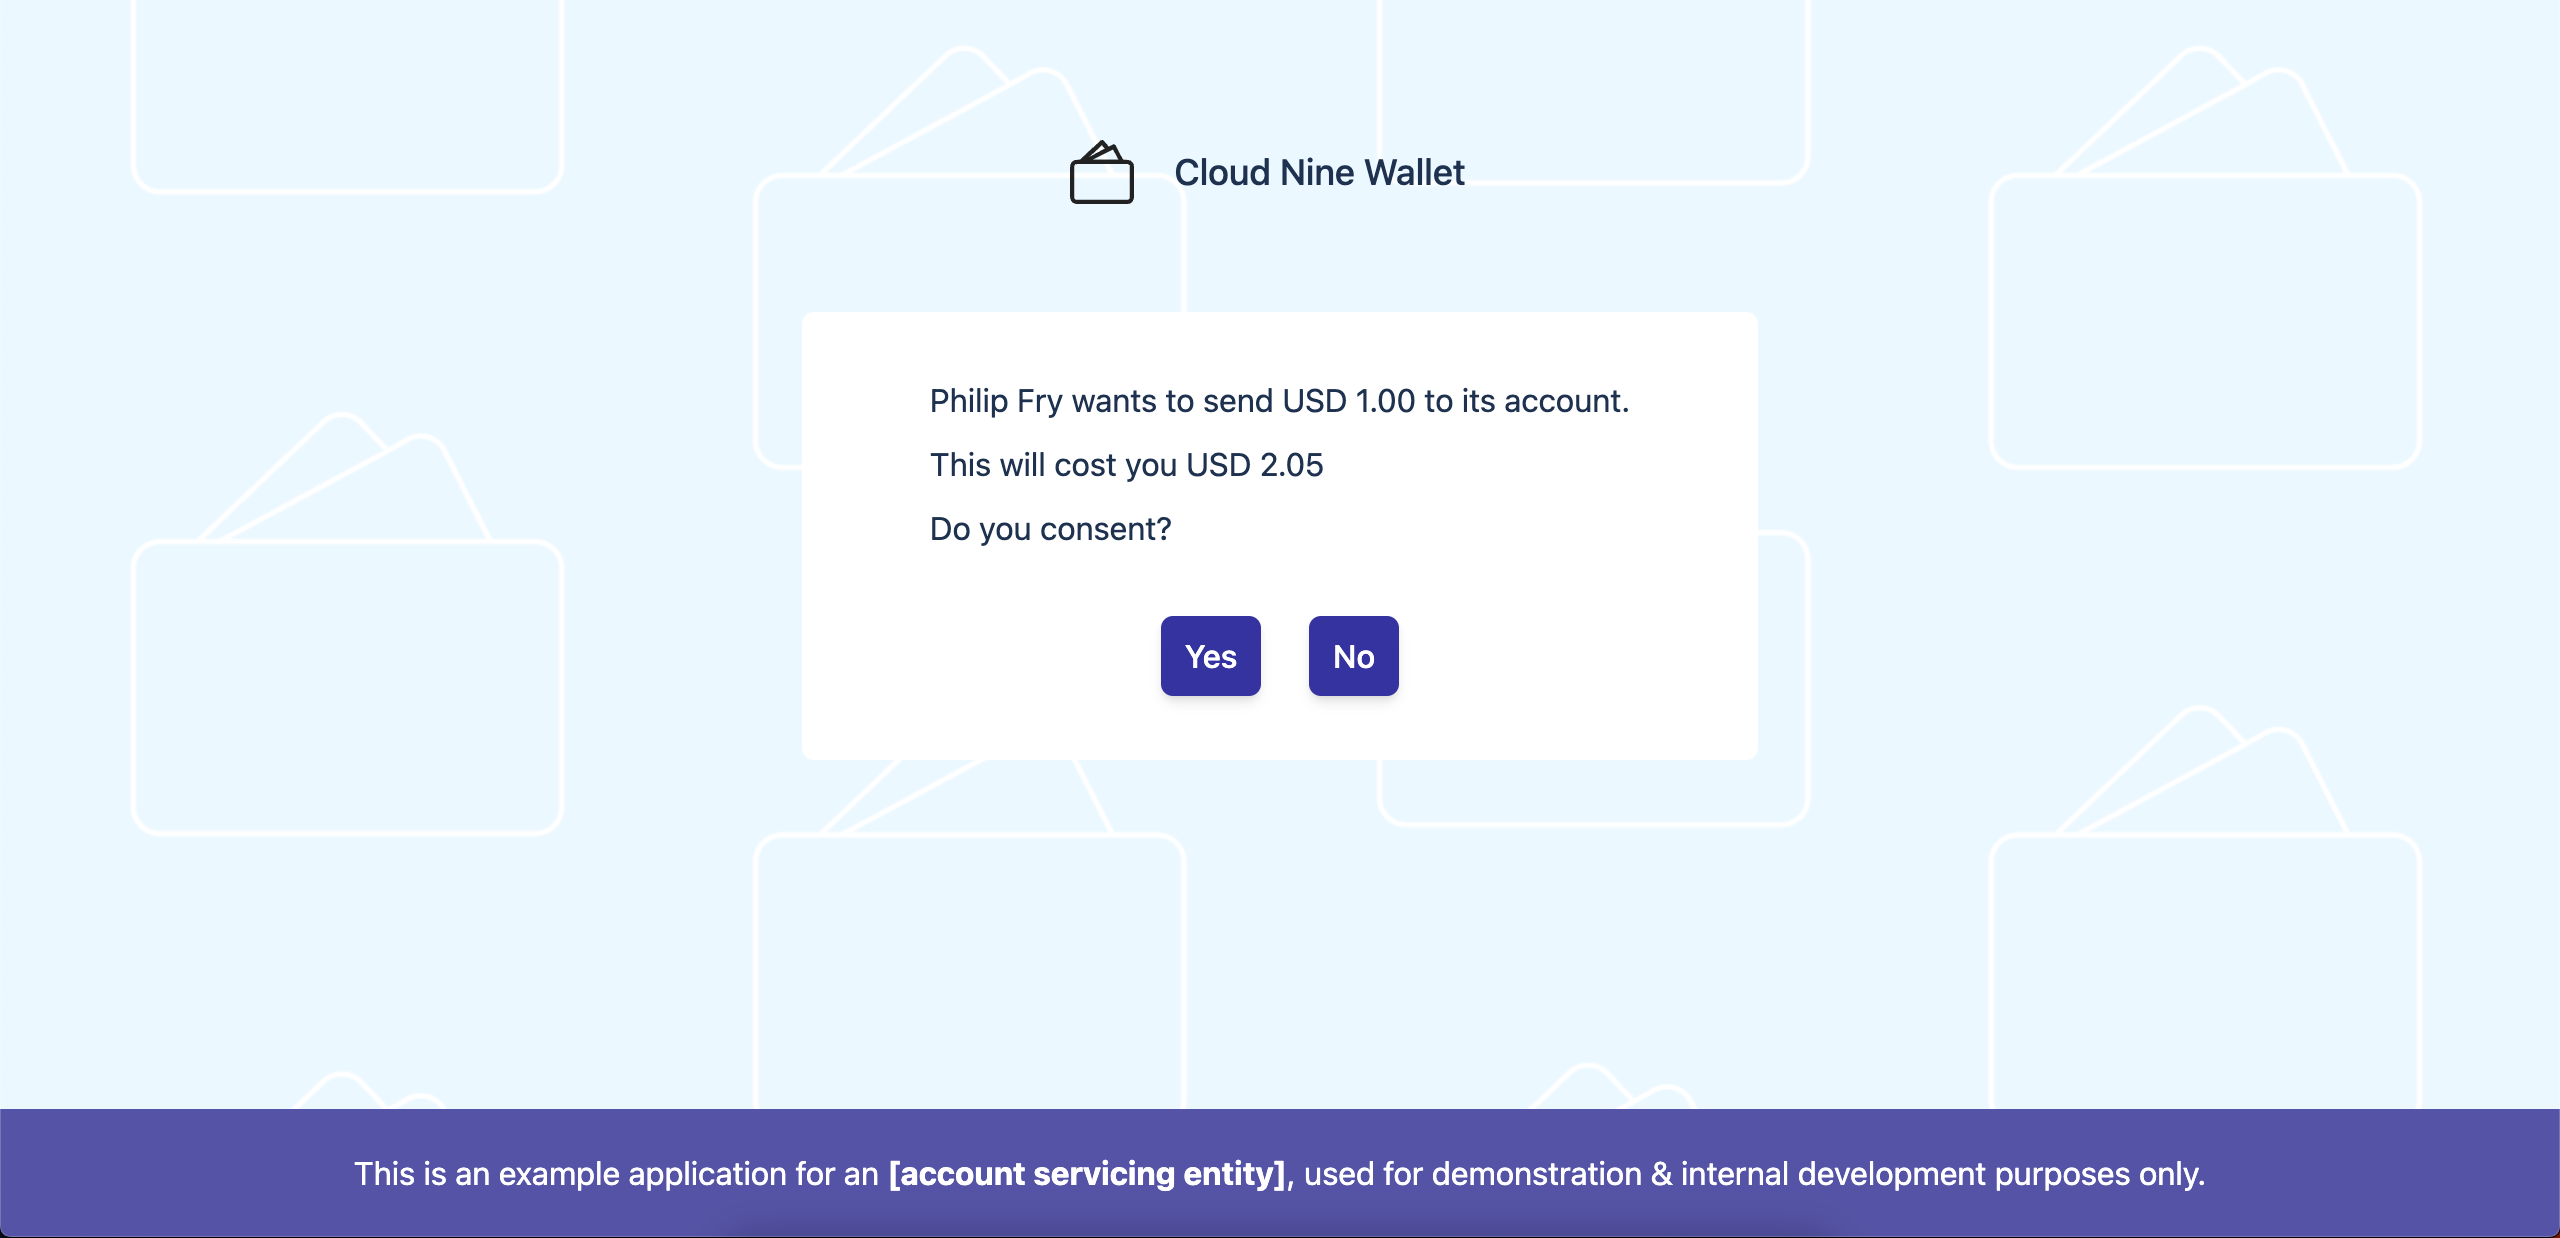 Cloud Nine Wallet
Philip Fry wants to send USD 1.00 to its account.
This will cost you USD 2.05
Do you consent?
Yes No
This is an example application for an [account servicing entity], used for demonstration & internal development purposes only.